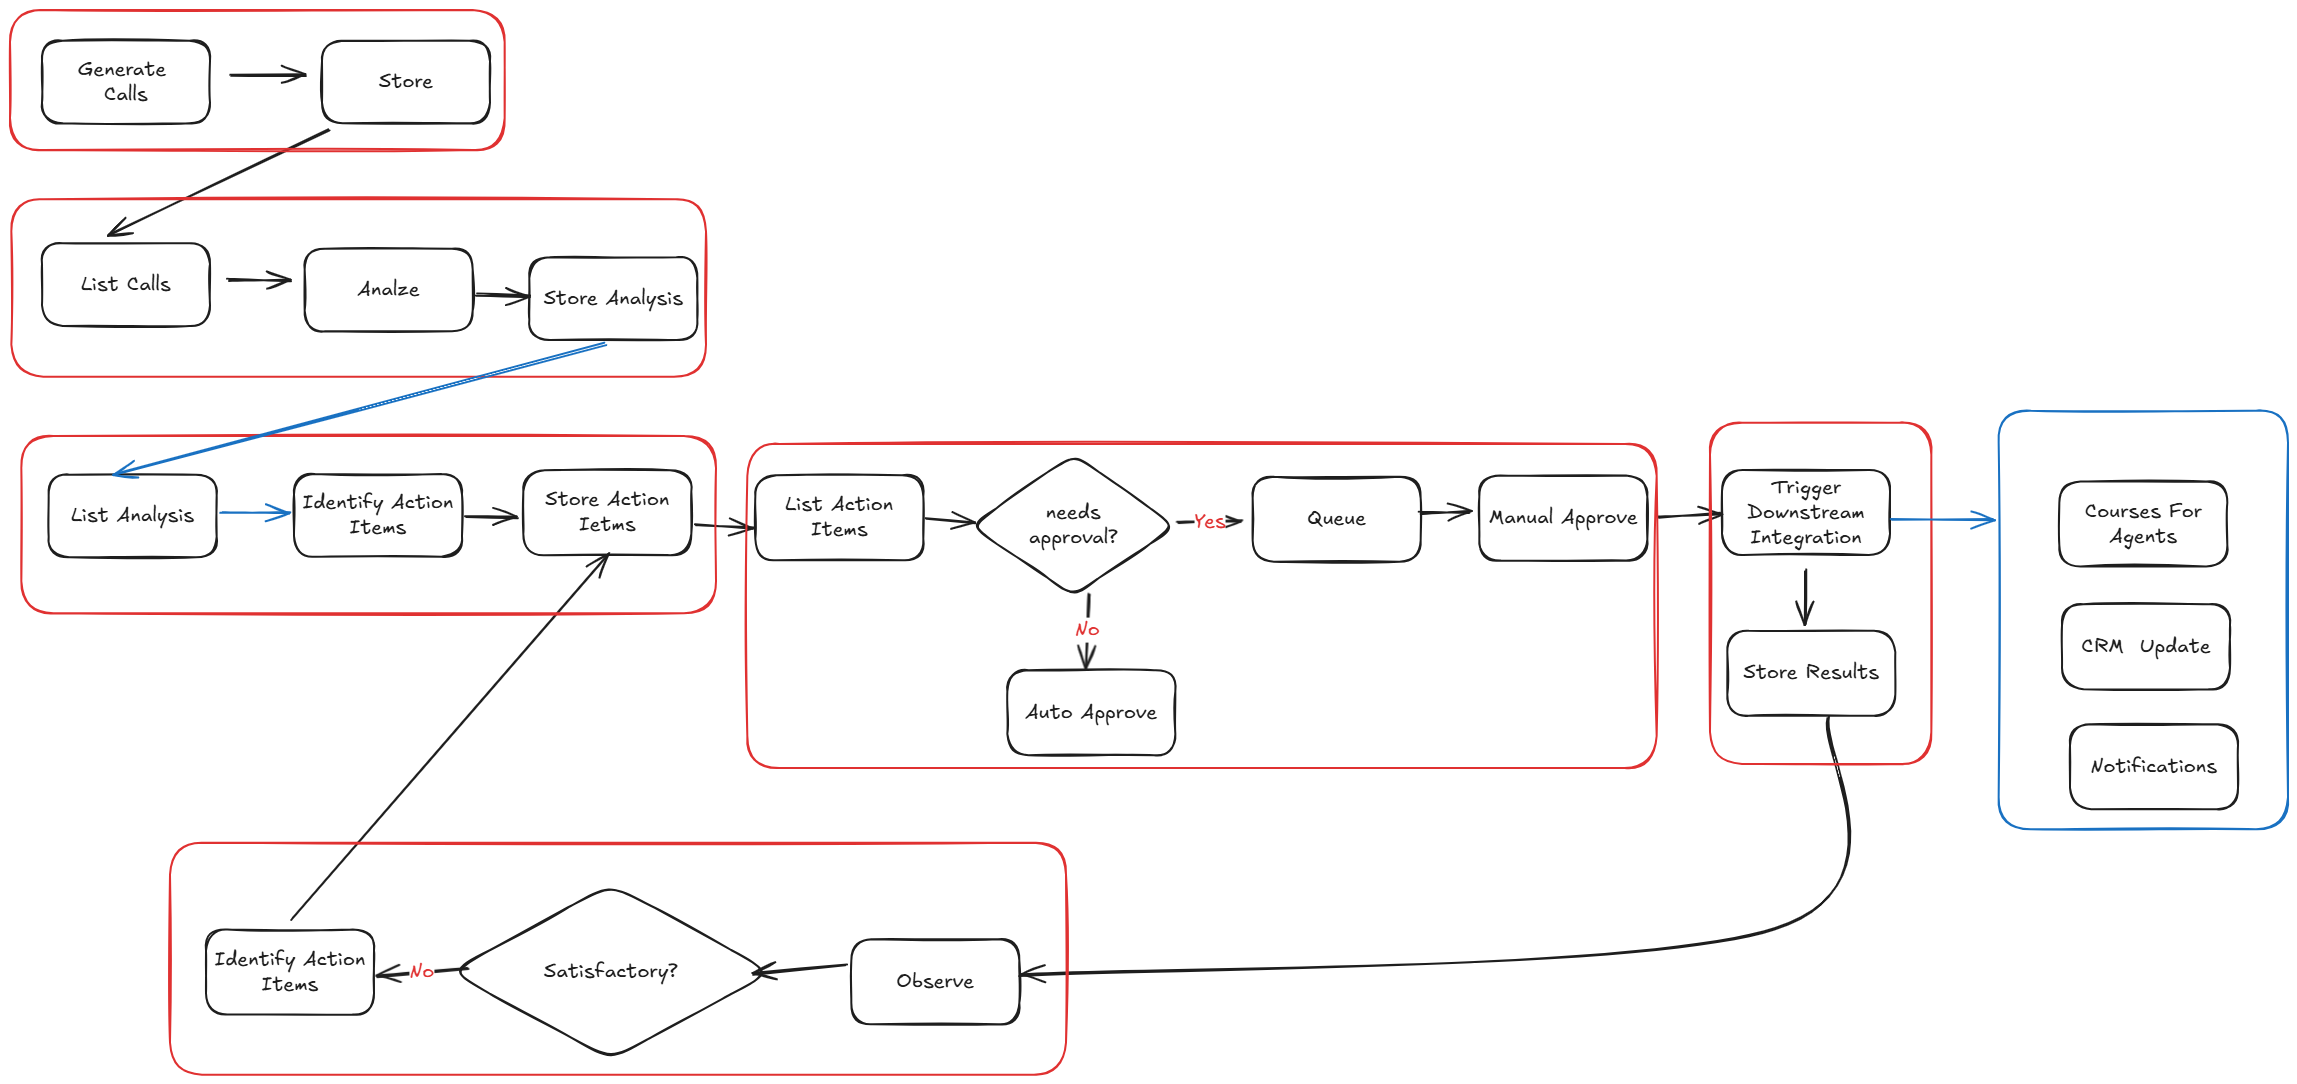 Generate
Calls
Store
List Calls
Analze
Store Analysis
List Analysis
Identify Action
Items
Store Action
Ietms
List Action
Items
needs
approval?
Yes
Queue
Manual Approve
No
Auto Approve
Trigger
Downstream
Integration
Store Results
Courses For
Agents
CRM  Update
Notifications
Identify Action
Items
No
Satisfactory?
Observe